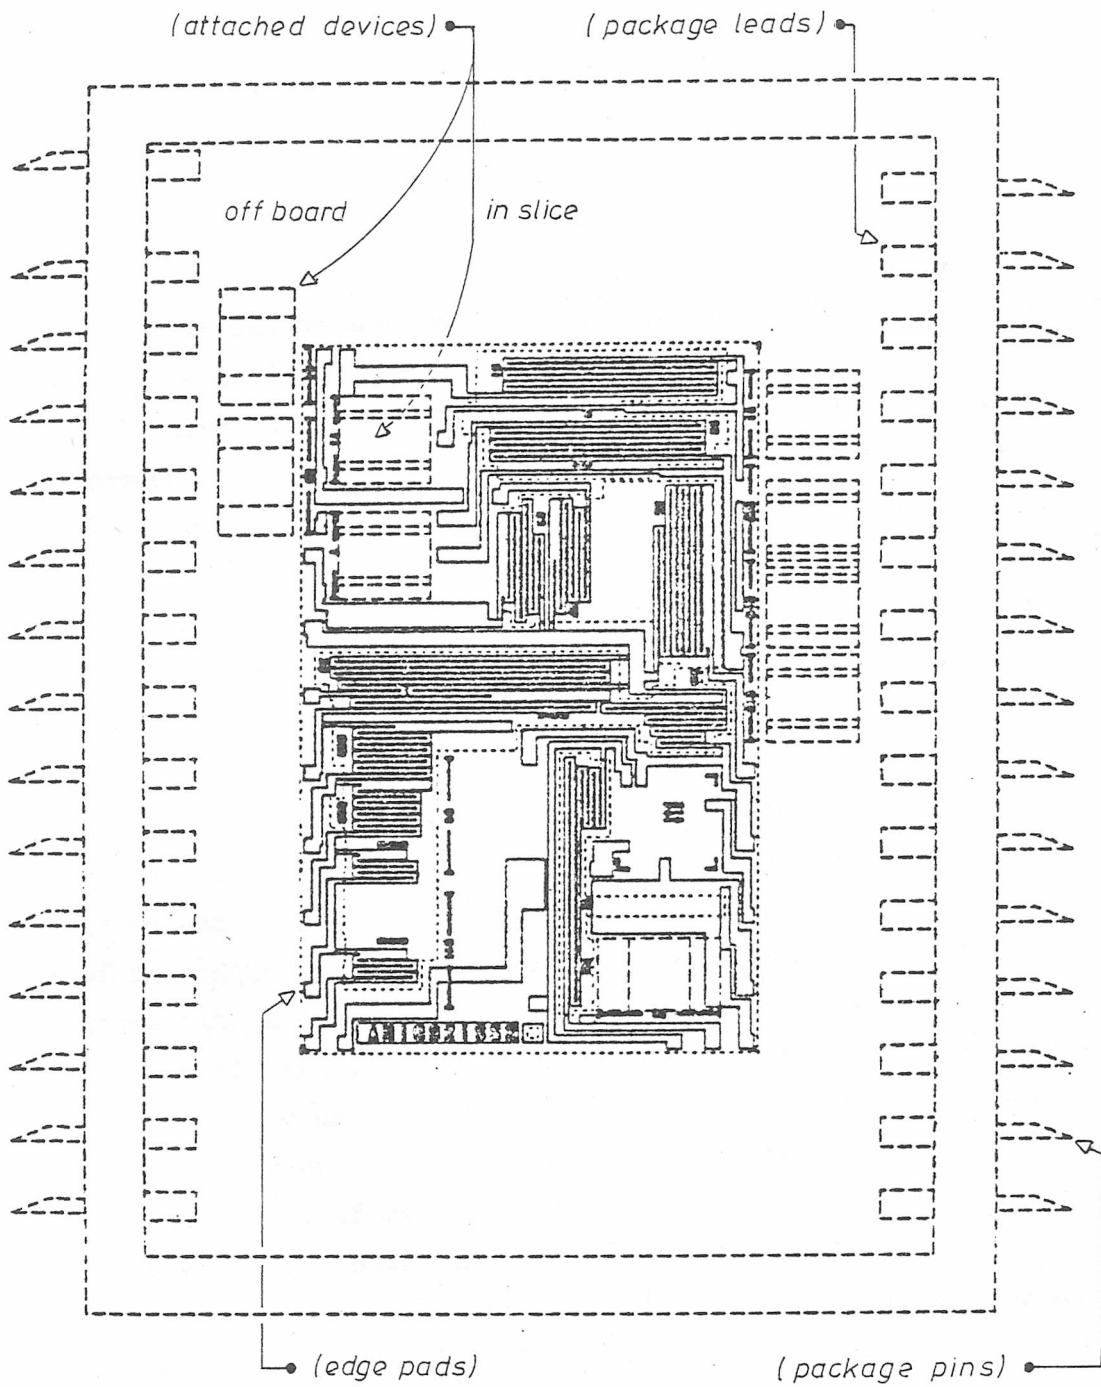 (attached devices)
(package leads)
off board
in slice
(edge pads)
(package pins)